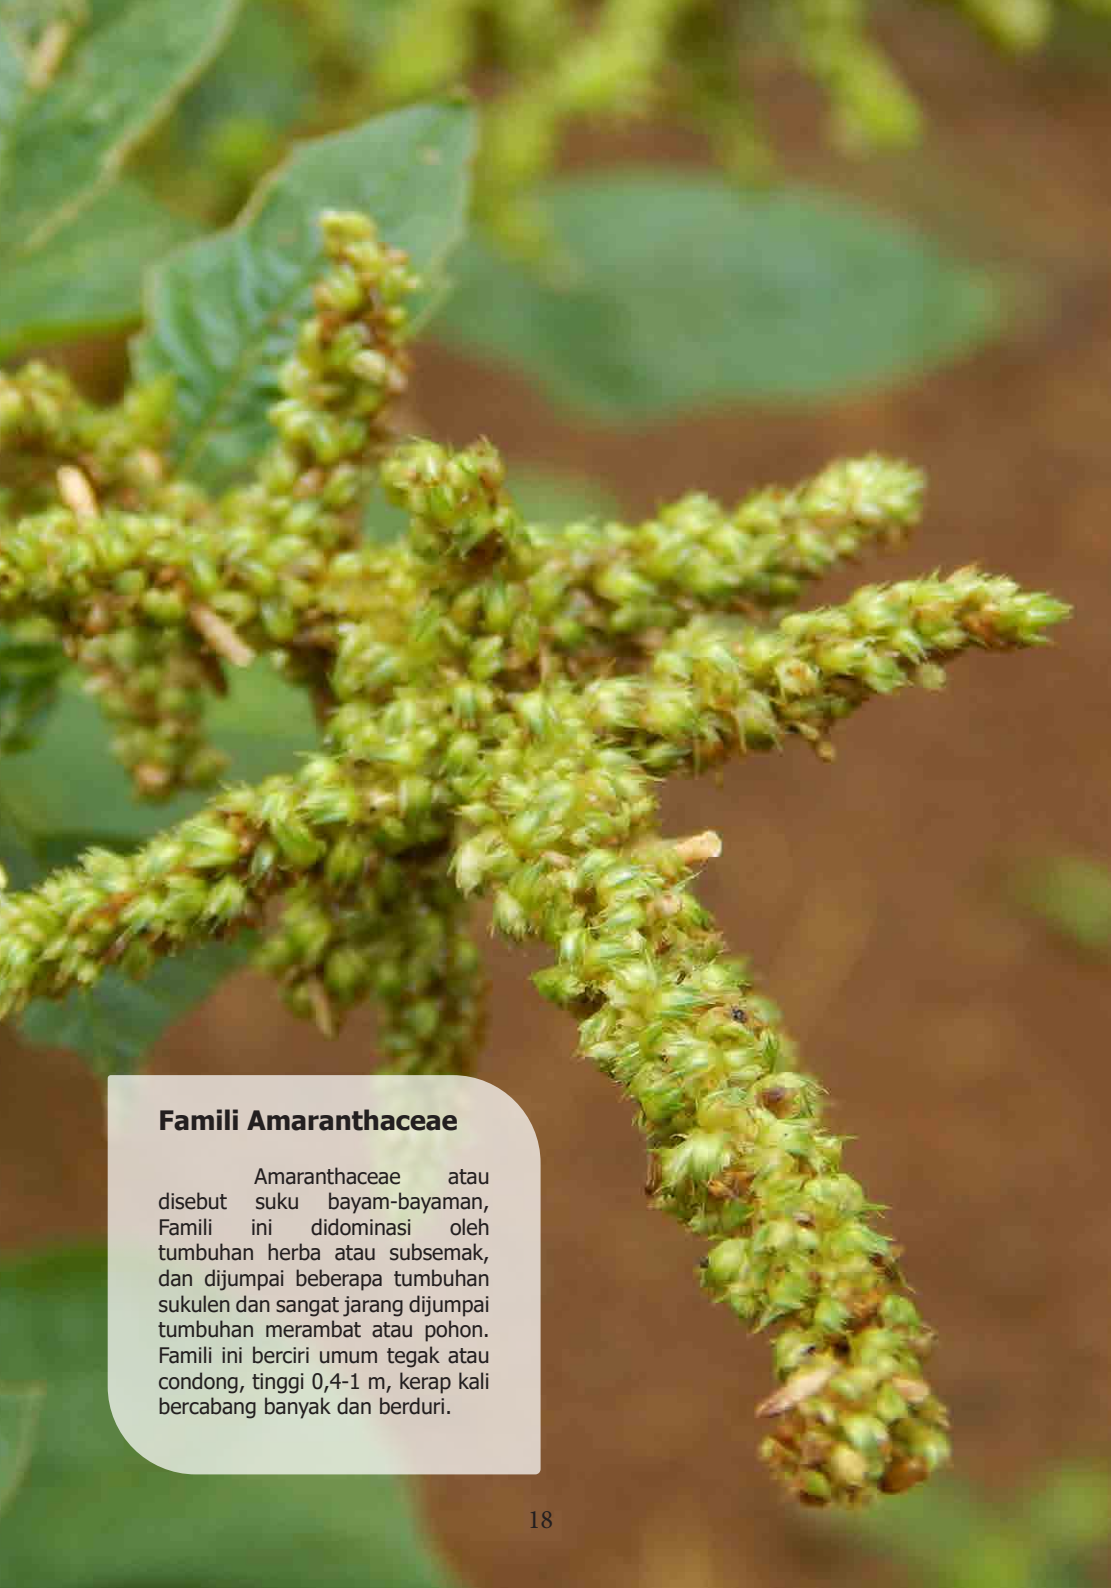 Famili Amaranthaceae
Amaranthaceae atau
disebut suku bayam-bayaman,
Famili ini didominasi oleh
tumbuhan herba atau subsemak,
dan dijumpai beberapa tumbuhan
sukulen dan sangat jarang dijumpai
tumbuhan merambat atau pohon.
Famili ini berciri umum tegak atau
condong, tinggi 0,4-1 m, kerap kali
bercabang banyak dan berduri.
18